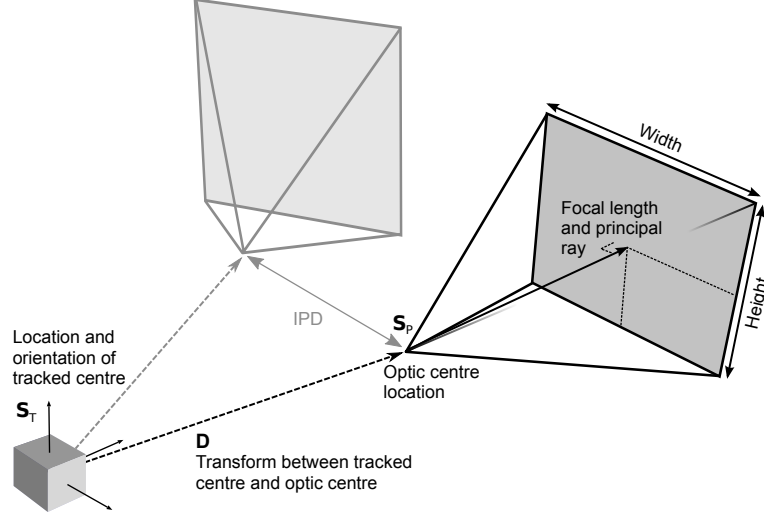 Width
Focal length
and principal
ray
Height
IPD
S_P
Optic centre
location
Location and
orientation of
tracked centre
S_T
D
Transform between tracked
centre and optic centre